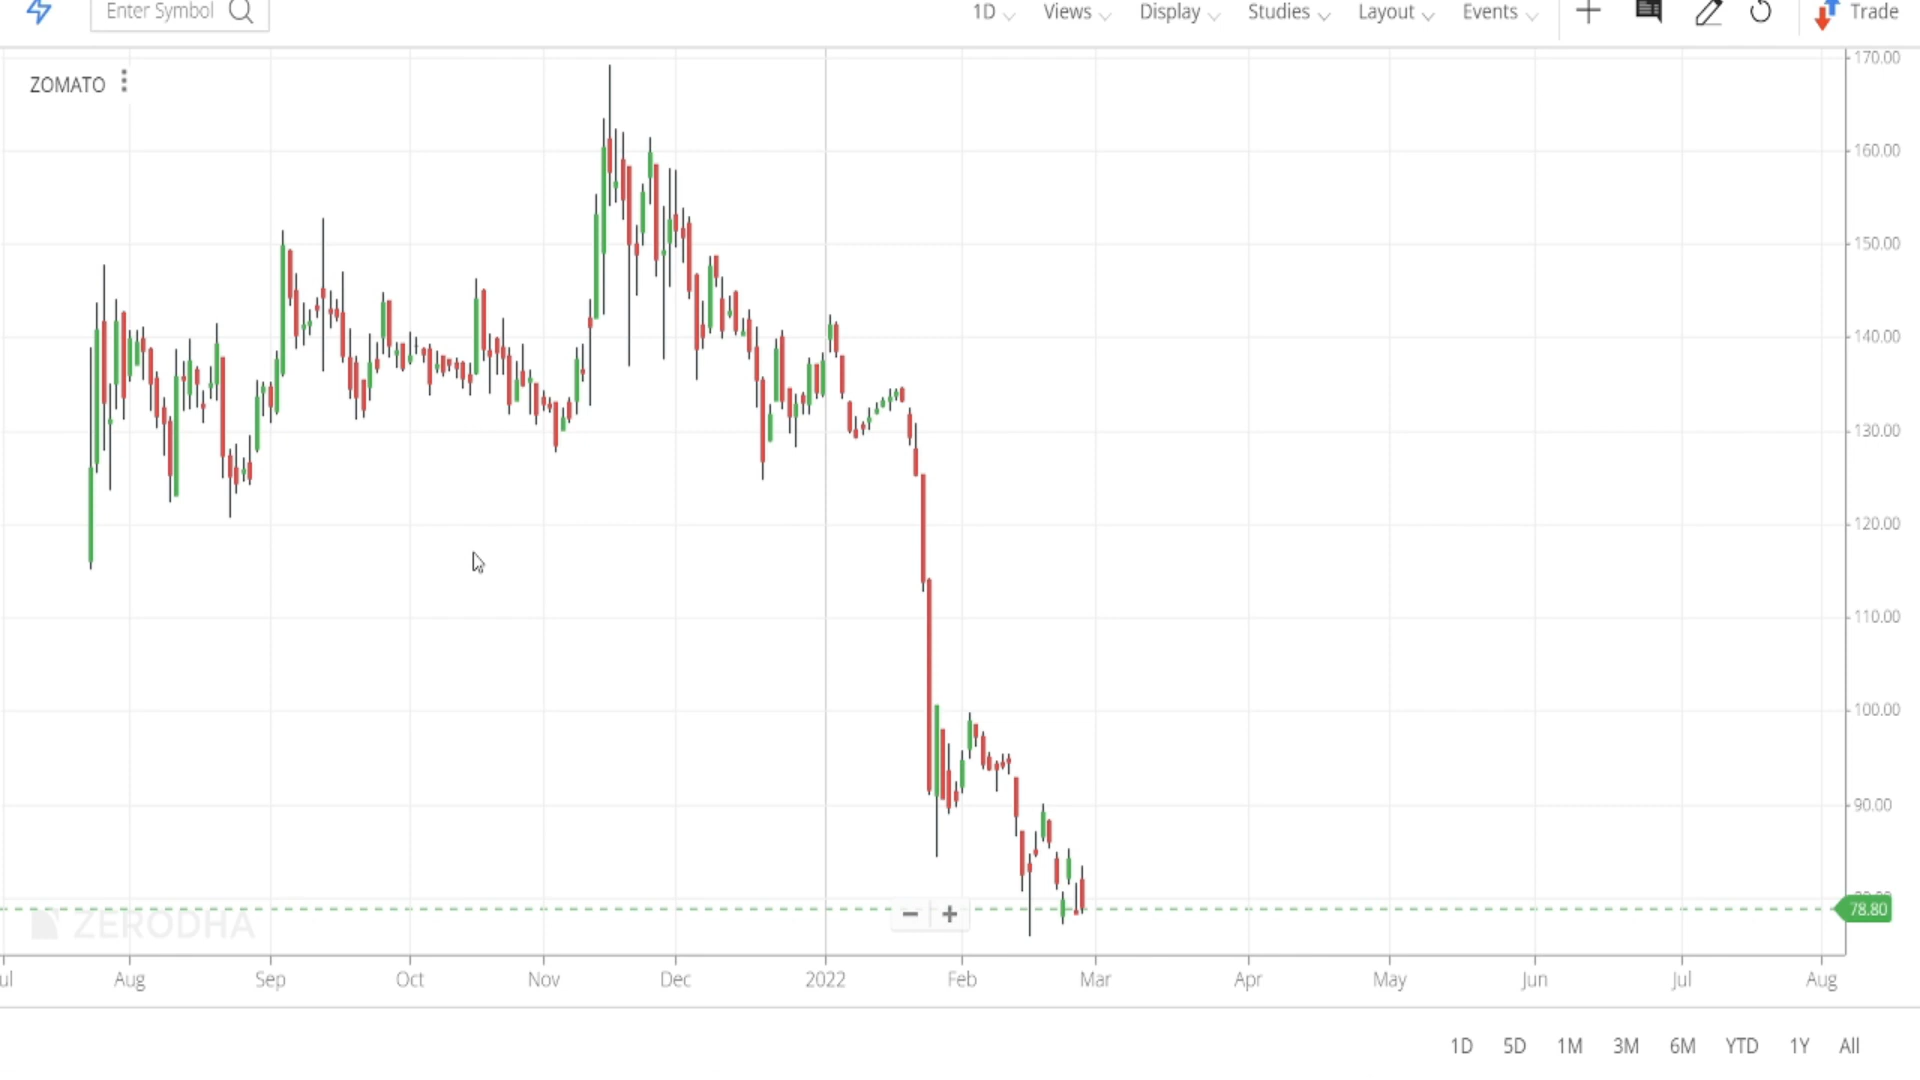 Enter Symbol 1D Views Display Studies Layout Events Trade
ZOMATO
170.00
160.00
150.00
140.00
130.00
120.00
110.00
100.00
90.00
78.80
ZERODHA
Aug Sep Oct Nov Dec 2022 Feb Mar Apr May Jun Jul Aug
1D 5D 1M 3M 6M YTD 1Y All